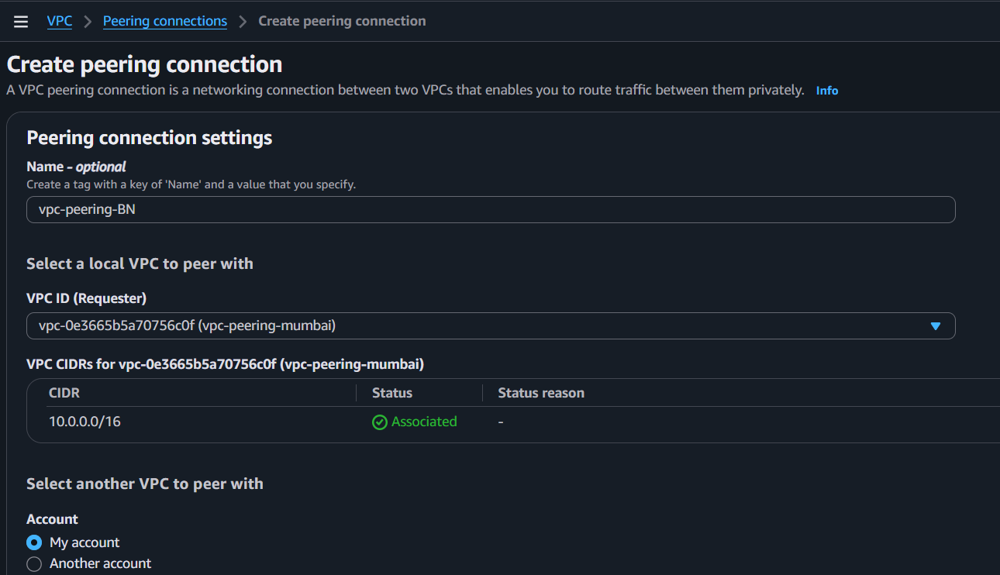 VPC > Peering connections > Create peering connection
Create peering connection
A VPC peering connection is a networking connection between two VPCs that enables you to route traffic between them privately. Info
Peering connection settings
Name - optional
Create a tag with a key of 'Name' and a value that you specify.
vpc-peering-BN
Select a local VPC to peer with
VPC ID (Requester)
vpc-0e3665b5a70756c0f (vpc-peering-mumbai)
VPC CIDRs for vpc-0e3665b5a70756c0f (vpc-peering-mumbai)
CIDR Status Status reason
10.0.0.0/16 Associated -
Select another VPC to peer with
Account
My account
Another account